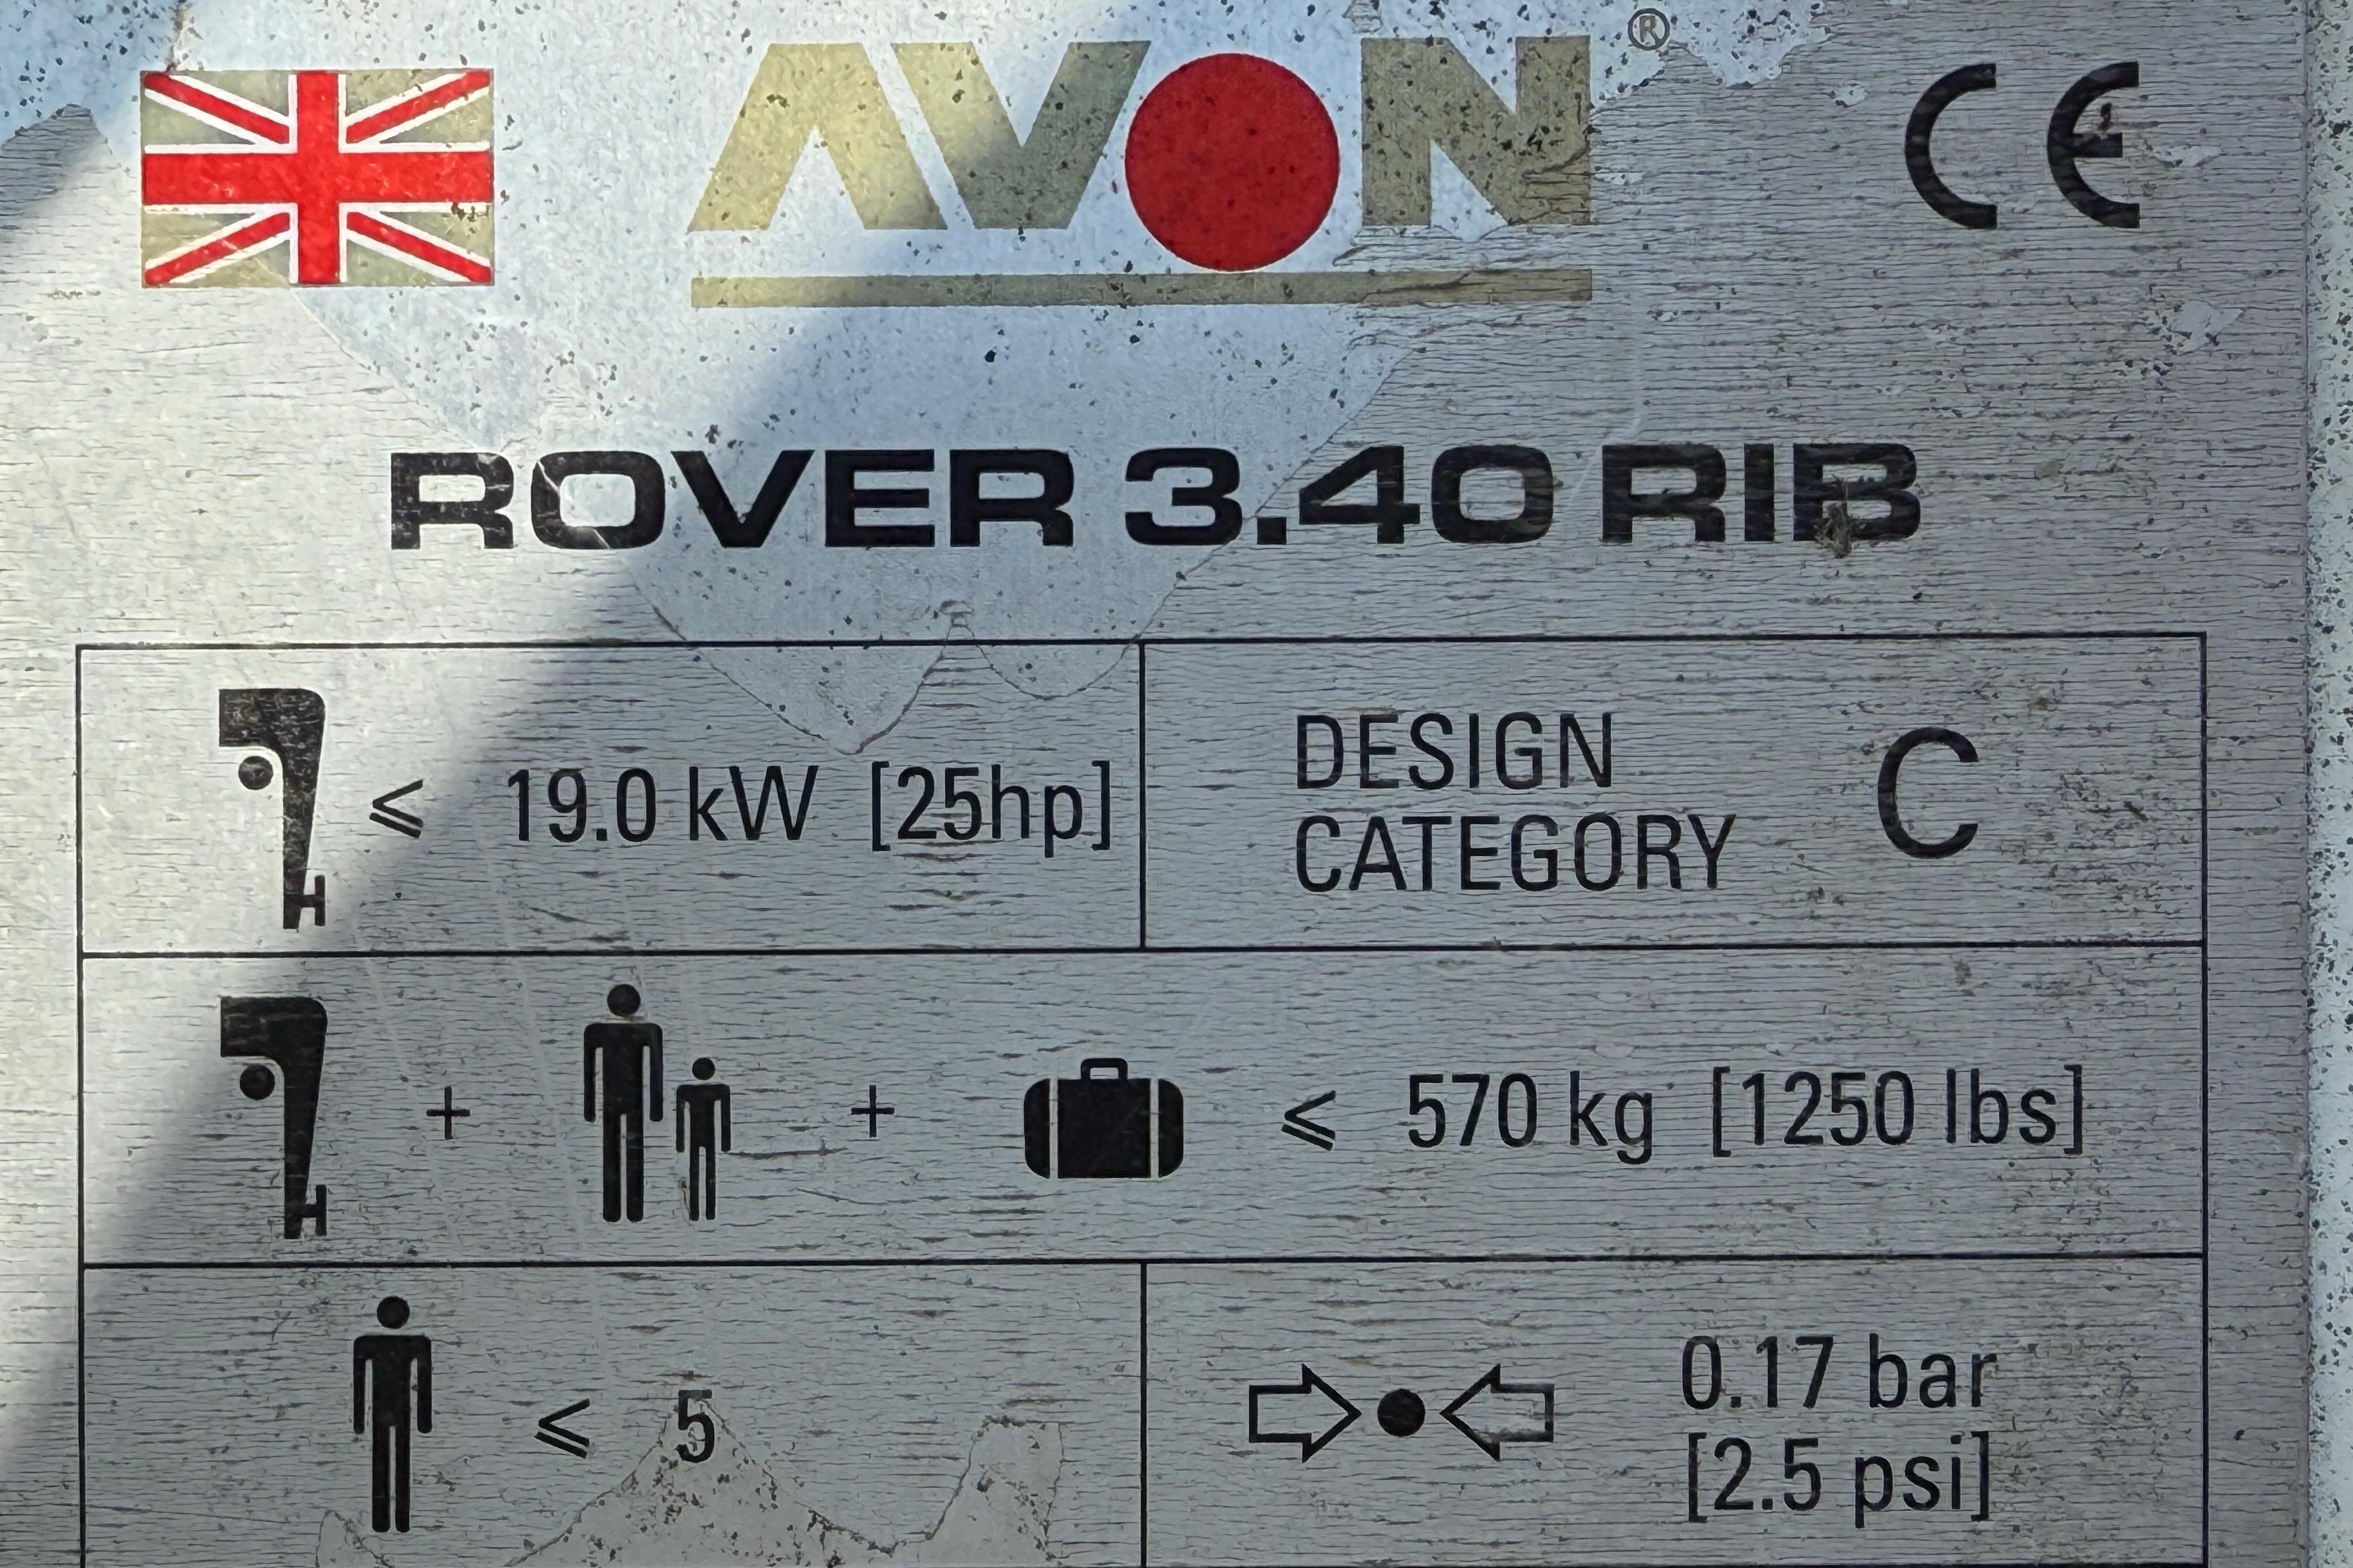 AVON®
CE
ROVER 3.40 RIB
≤ 19.0 kW [25hp]
DESIGN
CATEGORY
C
+ + ≤ 570 kg [1250 lbs]
≤ 5
0.17 bar
[2.5 psi]